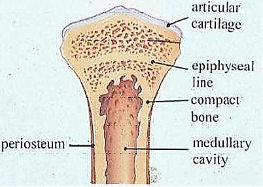 articular
cartilage
epiphyseal
line
compact
bone
periosteum
medullary
cavity